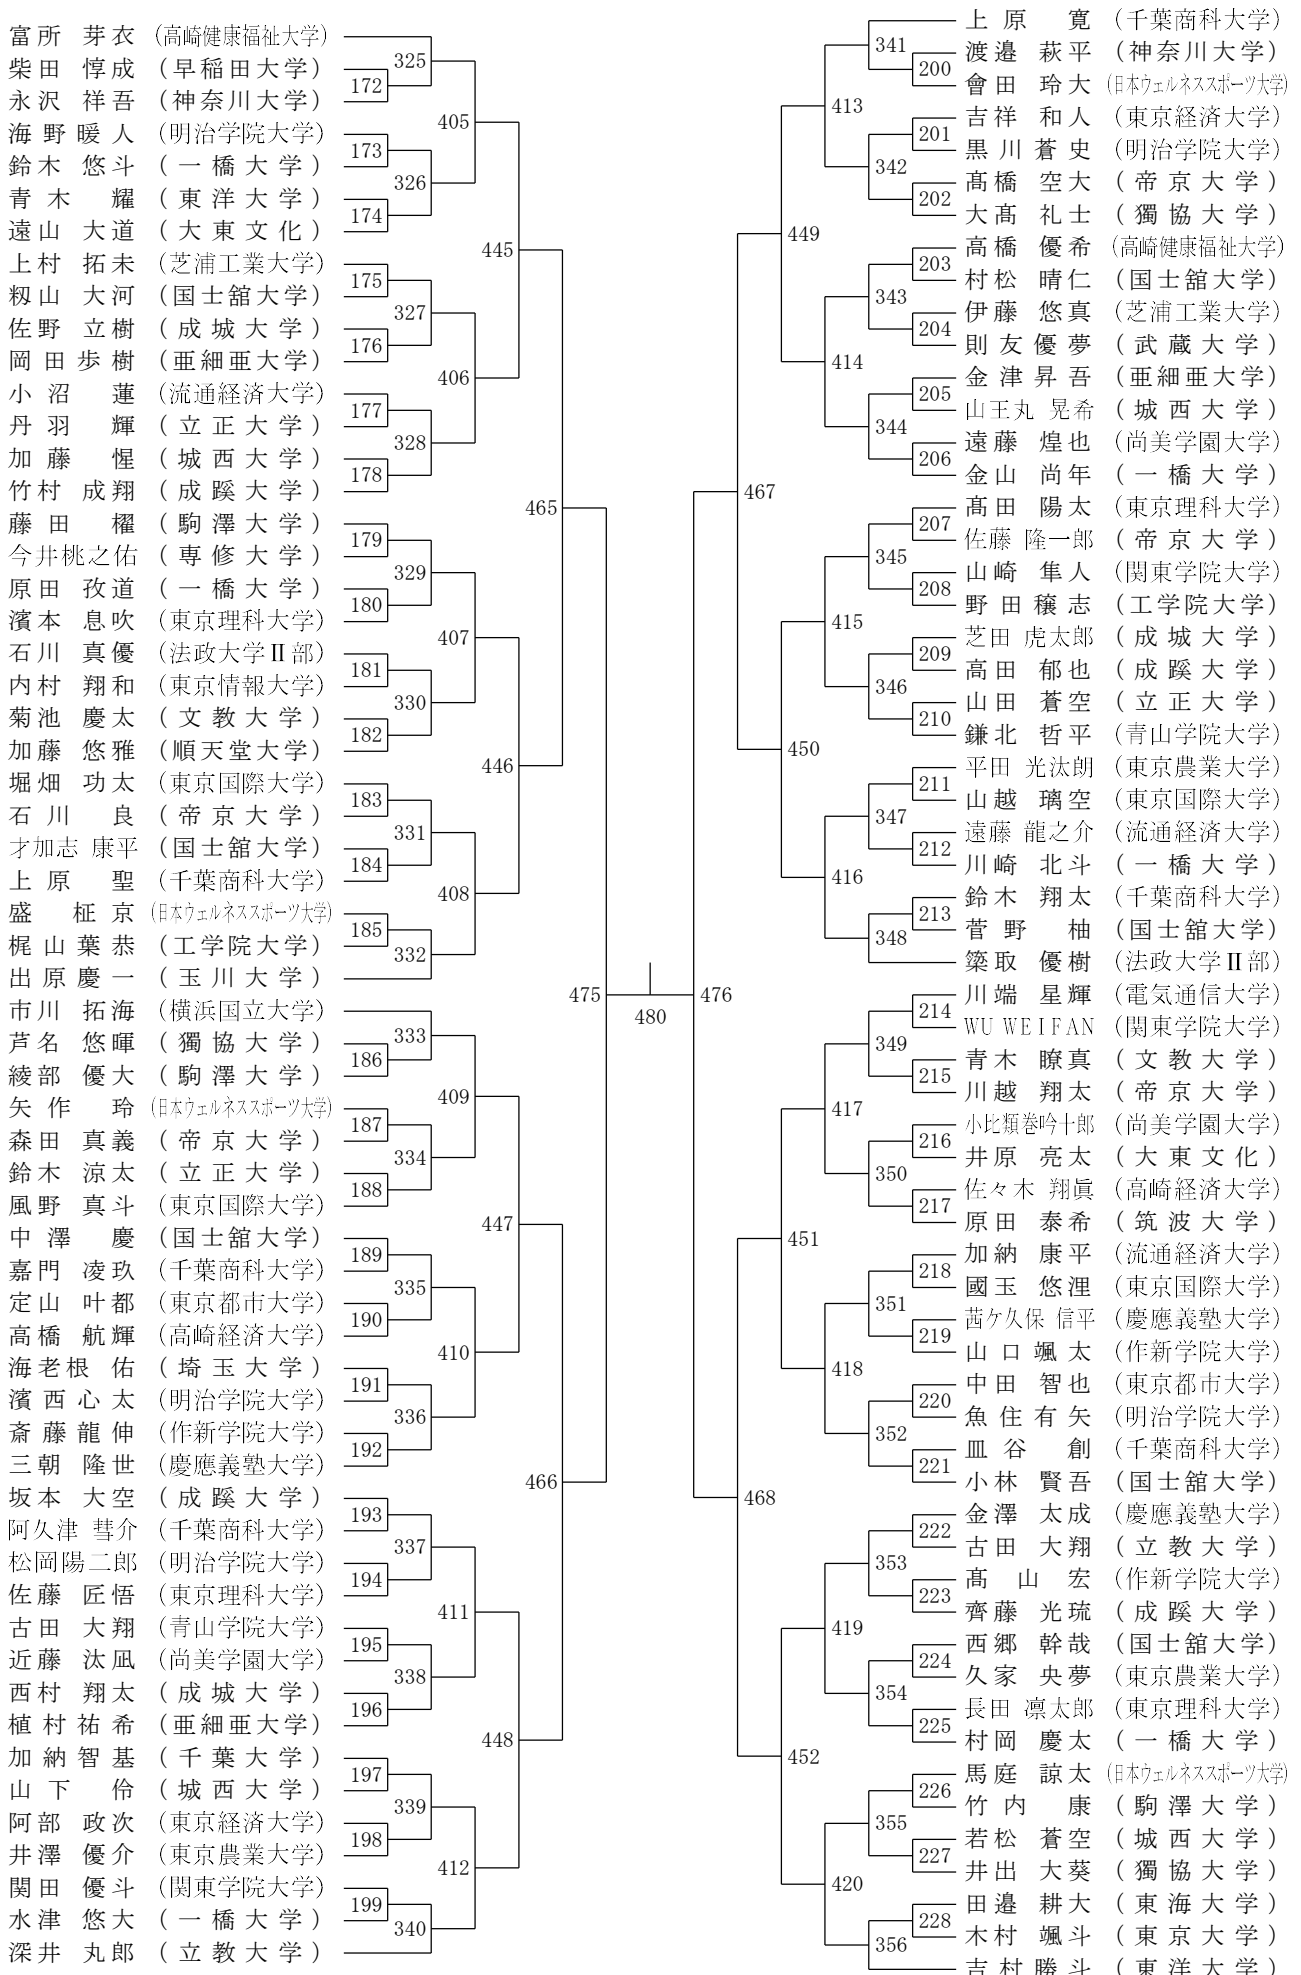 富所 芽衣 (高崎健康福祉大学)
柴田 惇成 (早稲田大学)
永沢 祥吾 (神奈川大学)
海野暖人 (明治学院大学)
鈴木 悠斗 (一橋大学)
青木 耀 (東洋大学)
遠山 大道 (大東文化)
上村 拓未 (芝浦工業大学)
籾山 大河 (国士舘大学)
佐野 立樹 (成城大学)
岡田歩樹 (亜細亜大学)
小沼 蓮 (流通経済大学)
丹羽 輝 (立正大学)
加藤 惺 (城西大学)
竹村 成翔 (成蹊大学)
藤田 櫂 (駒澤大学)
今井桃之佑 (専修大学)
原田 孜道 (一橋大学)
濱本 息吹 (東京理科大学)
石川 真優 (法政大学Ⅱ部)
内村 翔和 (東京情報大学)
菊池 慶太 (文教大学)
加藤 悠雅 (順天堂大学)
堀畑 功太 (東京国際大学)
石川 良 (帝京大学)
才加志 康平 (国士舘大学)
上原 聖 (千葉商科大学)
盛 柾京 (日本ウェルネススポーツ大学)
梶山葉恭 (工学院大学)
出原慶一 (玉川大学)
市川 拓海 (横浜国立大学)
芦名 悠暉 (獨協大学)
綾部 優大 (駒澤大学)
矢作 玲 (日本ウェルネススポーツ大学)
森田 真義 (帝京大学)
鈴木 涼太 (立正大学)
風野 真斗 (東京国際大学)
中澤 慶 (国士舘大学)
嘉門 凌玖 (千葉商科大学)
定山 叶都 (東京都市大学)
高橋 航輝 (高崎経済大学)
海老根 佑 (埼玉大学)
濱西心太 (明治学院大学)
斎藤龍伸 (作新学院大学)
三朝 隆世 (慶應義塾大学)
坂本 大空 (成蹊大学)
阿久津 彗介 (千葉商科大学)
松岡陽二郎 (明治学院大学)
佐藤 匠悟 (東京理科大学)
古田 大翔 (青山学院大学)
近藤 汰凪 (尚美学園大学)
西村 翔太 (成城大学)
植村祐希 (亜細亜大学)
加納智基 (千葉大学)
山下 伶 (城西大学)
阿部 政次 (東京経済大学)
井澤 優介 (東京農業大学)
関田 優斗 (関東学院大学)
水津 悠大 (一橋大学)
深井 丸郎 (立教大学)
172
173
174
175
176
177
178
179
180
181
182
183
184
185
186
187
188
189
190
191
192
193
194
195
196
197
198
199
325
326
327
328
329
330
331
332
333
334
335
336
337
338
339
340
405
406
407
408
409
410
411
412
445
446
447
448
465
466
475
480
476
467
468
449
450
451
452
413
414
415
416
417
418
419
420
341
342
343
344
345
346
347
348
349
350
351
352
353
354
355
356
200
201
202
203
204
205
206
207
208
209
210
211
212
213
214
215
216
217
218
219
220
221
222
223
224
225
226
227
228
上原 寛 (千葉商科大学)
渡邉 萩平 (神奈川大学)
會田 玲大 (日本ウェルネススポーツ大学)
吉祥 和人 (東京経済大学)
黒川蒼史 (明治学院大学)
髙橋 空大 (帝京大学)
大髙 礼士 (獨協大学)
高橋 優希 (高崎健康福祉大学)
村松 晴仁 (国士舘大学)
伊藤 悠真 (芝浦工業大学)
則友優夢 (武蔵大学)
金津昇吾 (亜細亜大学)
山王丸 晃希 (城西大学)
遠藤 煌也 (尚美学園大学)
金山 尚年 (一橋大学)
髙田 陽太 (東京理科大学)
佐藤 隆一郎 (帝京大学)
山崎 隼人 (関東学院大学)
野田穣志 (工学院大学)
芝田 虎太郎 (成城大学)
高田 郁也 (成蹊大学)
山田 蒼空 (立正大学)
鎌北 哲平 (青山学院大学)
平田 光汰朗 (東京農業大学)
山越 璃空 (東京国際大学)
遠藤 龍之介 (流通経済大学)
川崎 北斗 (一橋大学)
鈴木 翔太 (千葉商科大学)
菅野 柚 (国士舘大学)
簗取 優樹 (法政大学Ⅱ部)
川端 星輝 (電気通信大学)
WU WEIFAN (関東学院大学)
青木 瞭真 (文教大学)
川越 翔太 (帝京大学)
小比類巻吟十郎 (尚美学園大学)
井原 亮太 (大東文化)
佐々木 翔眞 (高崎経済大学)
原田 泰希 (筑波大学)
加納 康平 (流通経済大学)
國玉 悠浬 (東京国際大学)
茜ケ久保 信平 (慶應義塾大学)
山口颯太 (作新学院大学)
中田 智也 (東京都市大学)
魚住有矢 (明治学院大学)
皿谷 創 (千葉商科大学)
小林 賢吾 (国士舘大学)
金澤 太成 (慶應義塾大学)
古田 大翔 (立教大学)
髙山 宏 (作新学院大学)
齊藤 光琉 (成蹊大学)
西郷 幹哉 (国士舘大学)
久家 央夢 (東京農業大学)
長田 凛太郎 (東京理科大学)
村岡 慶太 (一橋大学)
馬庭 諒太 (日本ウェルネススポーツ大学)
竹内 康 (駒澤大学)
若松 蒼空 (城西大学)
井出 大葵 (獨協大学)
田邉 耕大 (東海大学)
木村 颯斗 (東京大学)
吉村勝斗 (東洋大学)